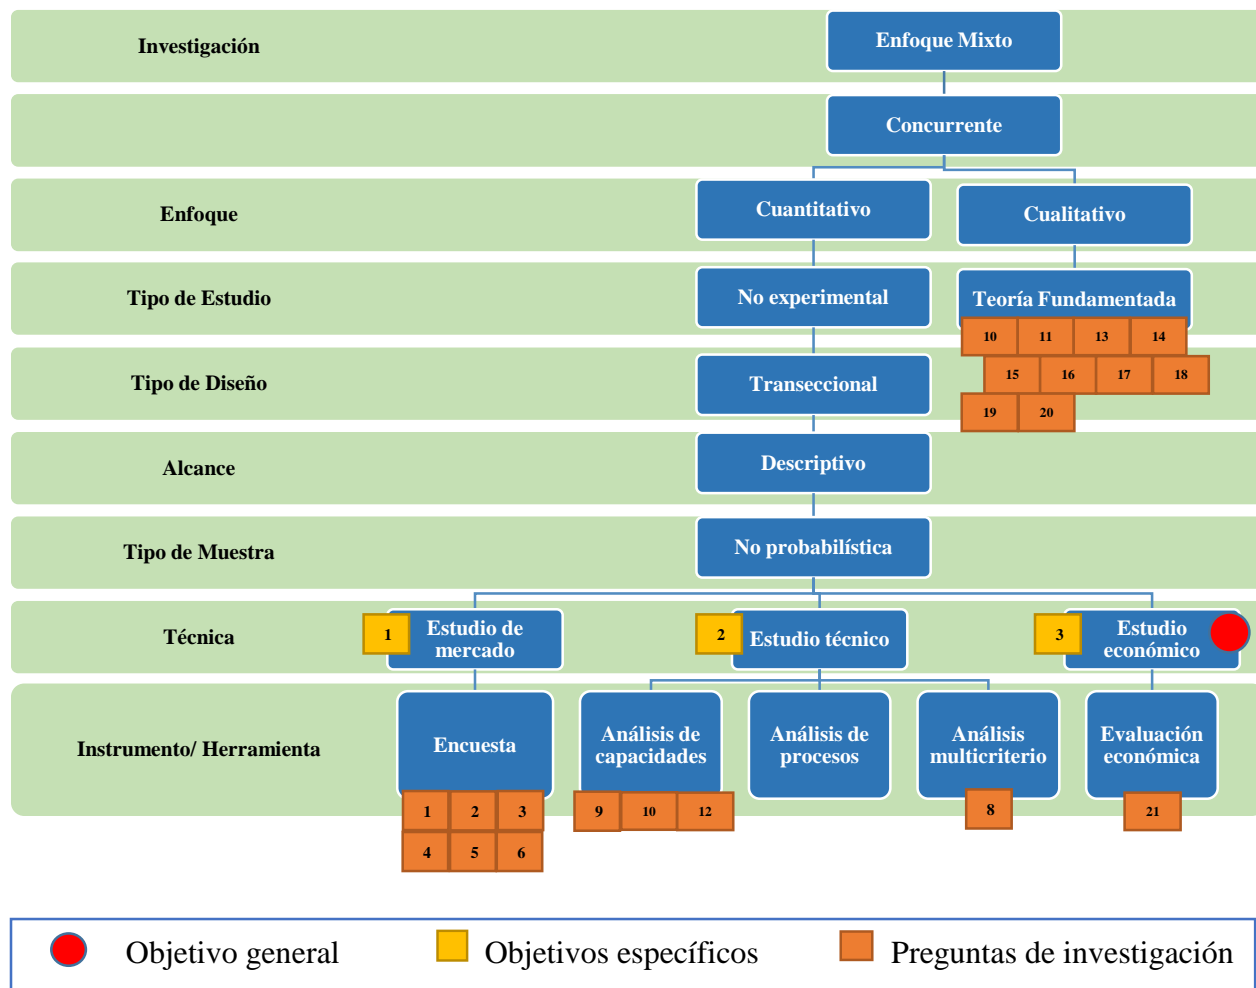 Investigación
Enfoque Mixto
Concurrente
Enfoque
Cuantitativo
Cualitativo
Tipo de Estudio
No experimental
Teoría Fundamentada
10 11 13 14
Tipo de Diseño
Transeccional
15 16 17 18
19 20
Alcance
Descriptivo
Tipo de Muestra
No probabilística
Técnica
1
Estudio de
mercado
2
Estudio técnico
3
Estudio
económico
Instrumento/ Herramienta
Encuesta
Análisis de
capacidades
Análisis de
procesos
Análisis
multicriterio
Evaluación
económica
1 2 3
4 5 6
9 10 12
8
21
Objetivo general
Objetivos específicos
Preguntas de investigación